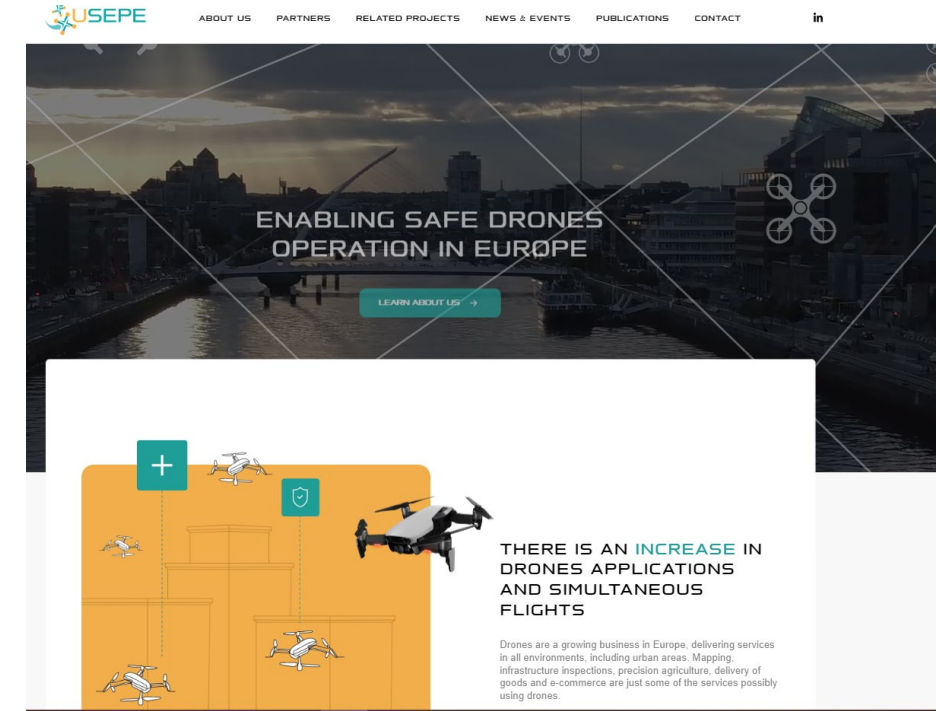 USEPE
ABOUT US
PARTNERS
RELATED PROJECTS
NEWS & EVENTS
PUBLICATIONS
CONTACT
in
ENABLING SAFE DRONES
OPERATION IN EUROPE
LEARN ABOUT US →
THERE IS AN INCREASE IN
DRONES APPLICATIONS
AND SIMULTANEOUS
FLIGHTS
Drones are a growing business in Europe, delivering services
in all environments, including urban areas. Mapping,
infrastructure inspections, precision agriculture, delivery of
goods and e-commerce are just some of the services possibly
using drones.